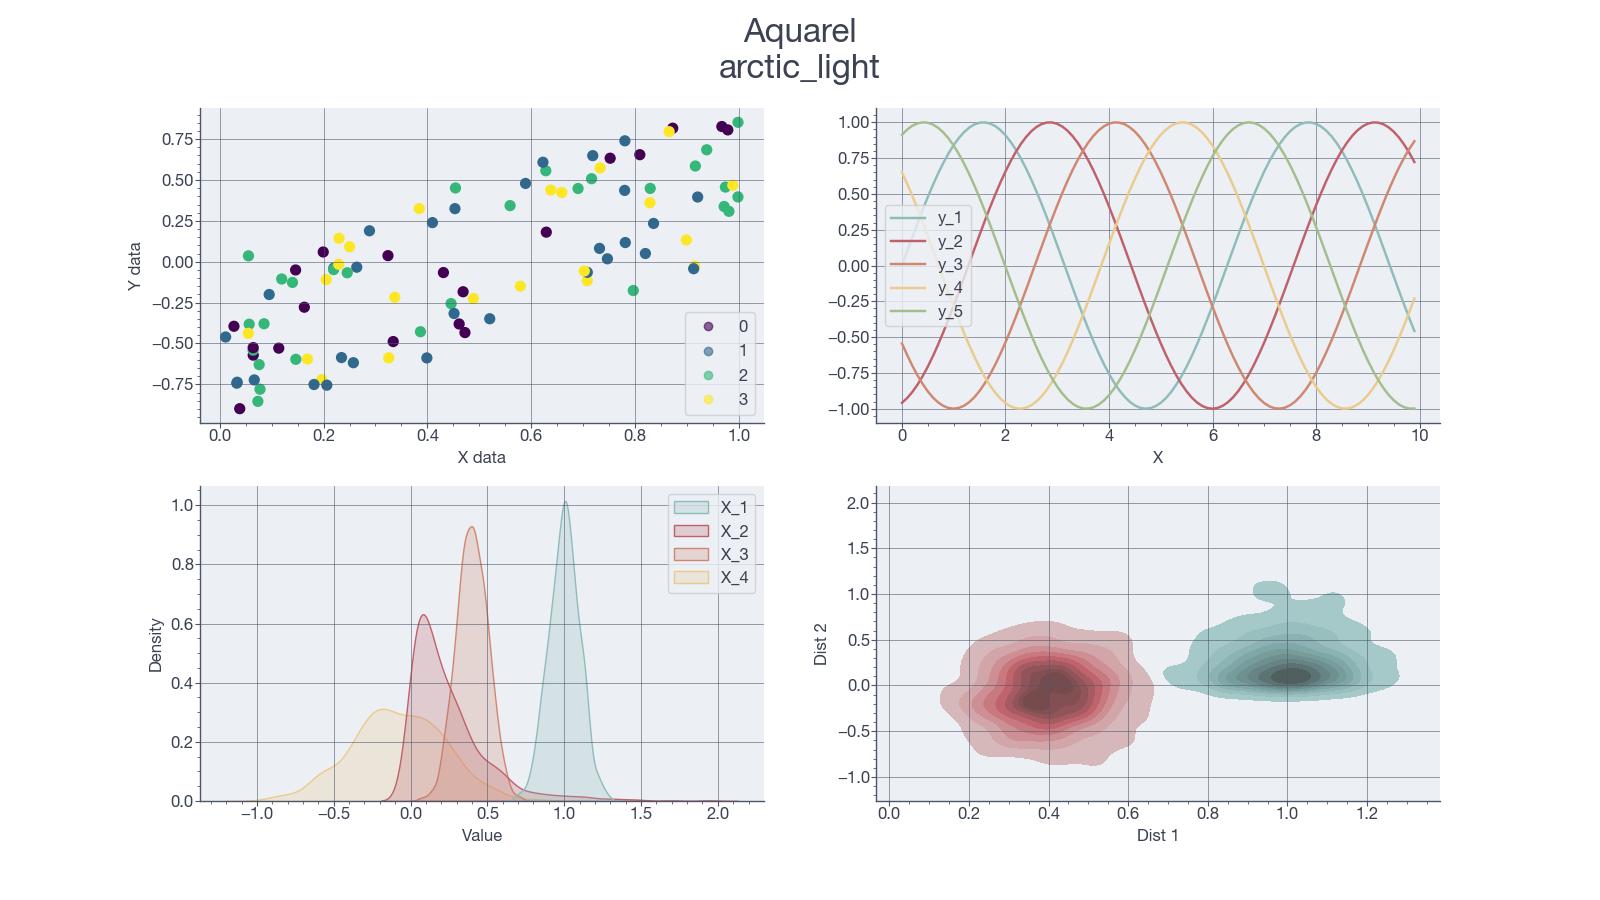 Aquarel
arctic_light
0.75
0.50
0.25
0.00
−0.25
−0.50
−0.75
Y data
0
1
2
3
0.0 0.2 0.4 0.6 0.8 1.0
X data
1.00
0.75
0.50
0.25
0.00
−0.25
−0.50
−0.75
−1.00
y_1
y_2
y_3
y_4
y_5
0 2 4 6 8 10
X
1.0
0.8
0.6
0.4
0.2
0.0
Density
X_1
X_2
X_3
X_4
−1.0 −0.5 0.0 0.5 1.0 1.5 2.0
Value
2.0
1.5
1.0
0.5
0.0
−0.5
−1.0
Dist 2
0.0 0.2 0.4 0.6 0.8 1.0 1.2
Dist 1